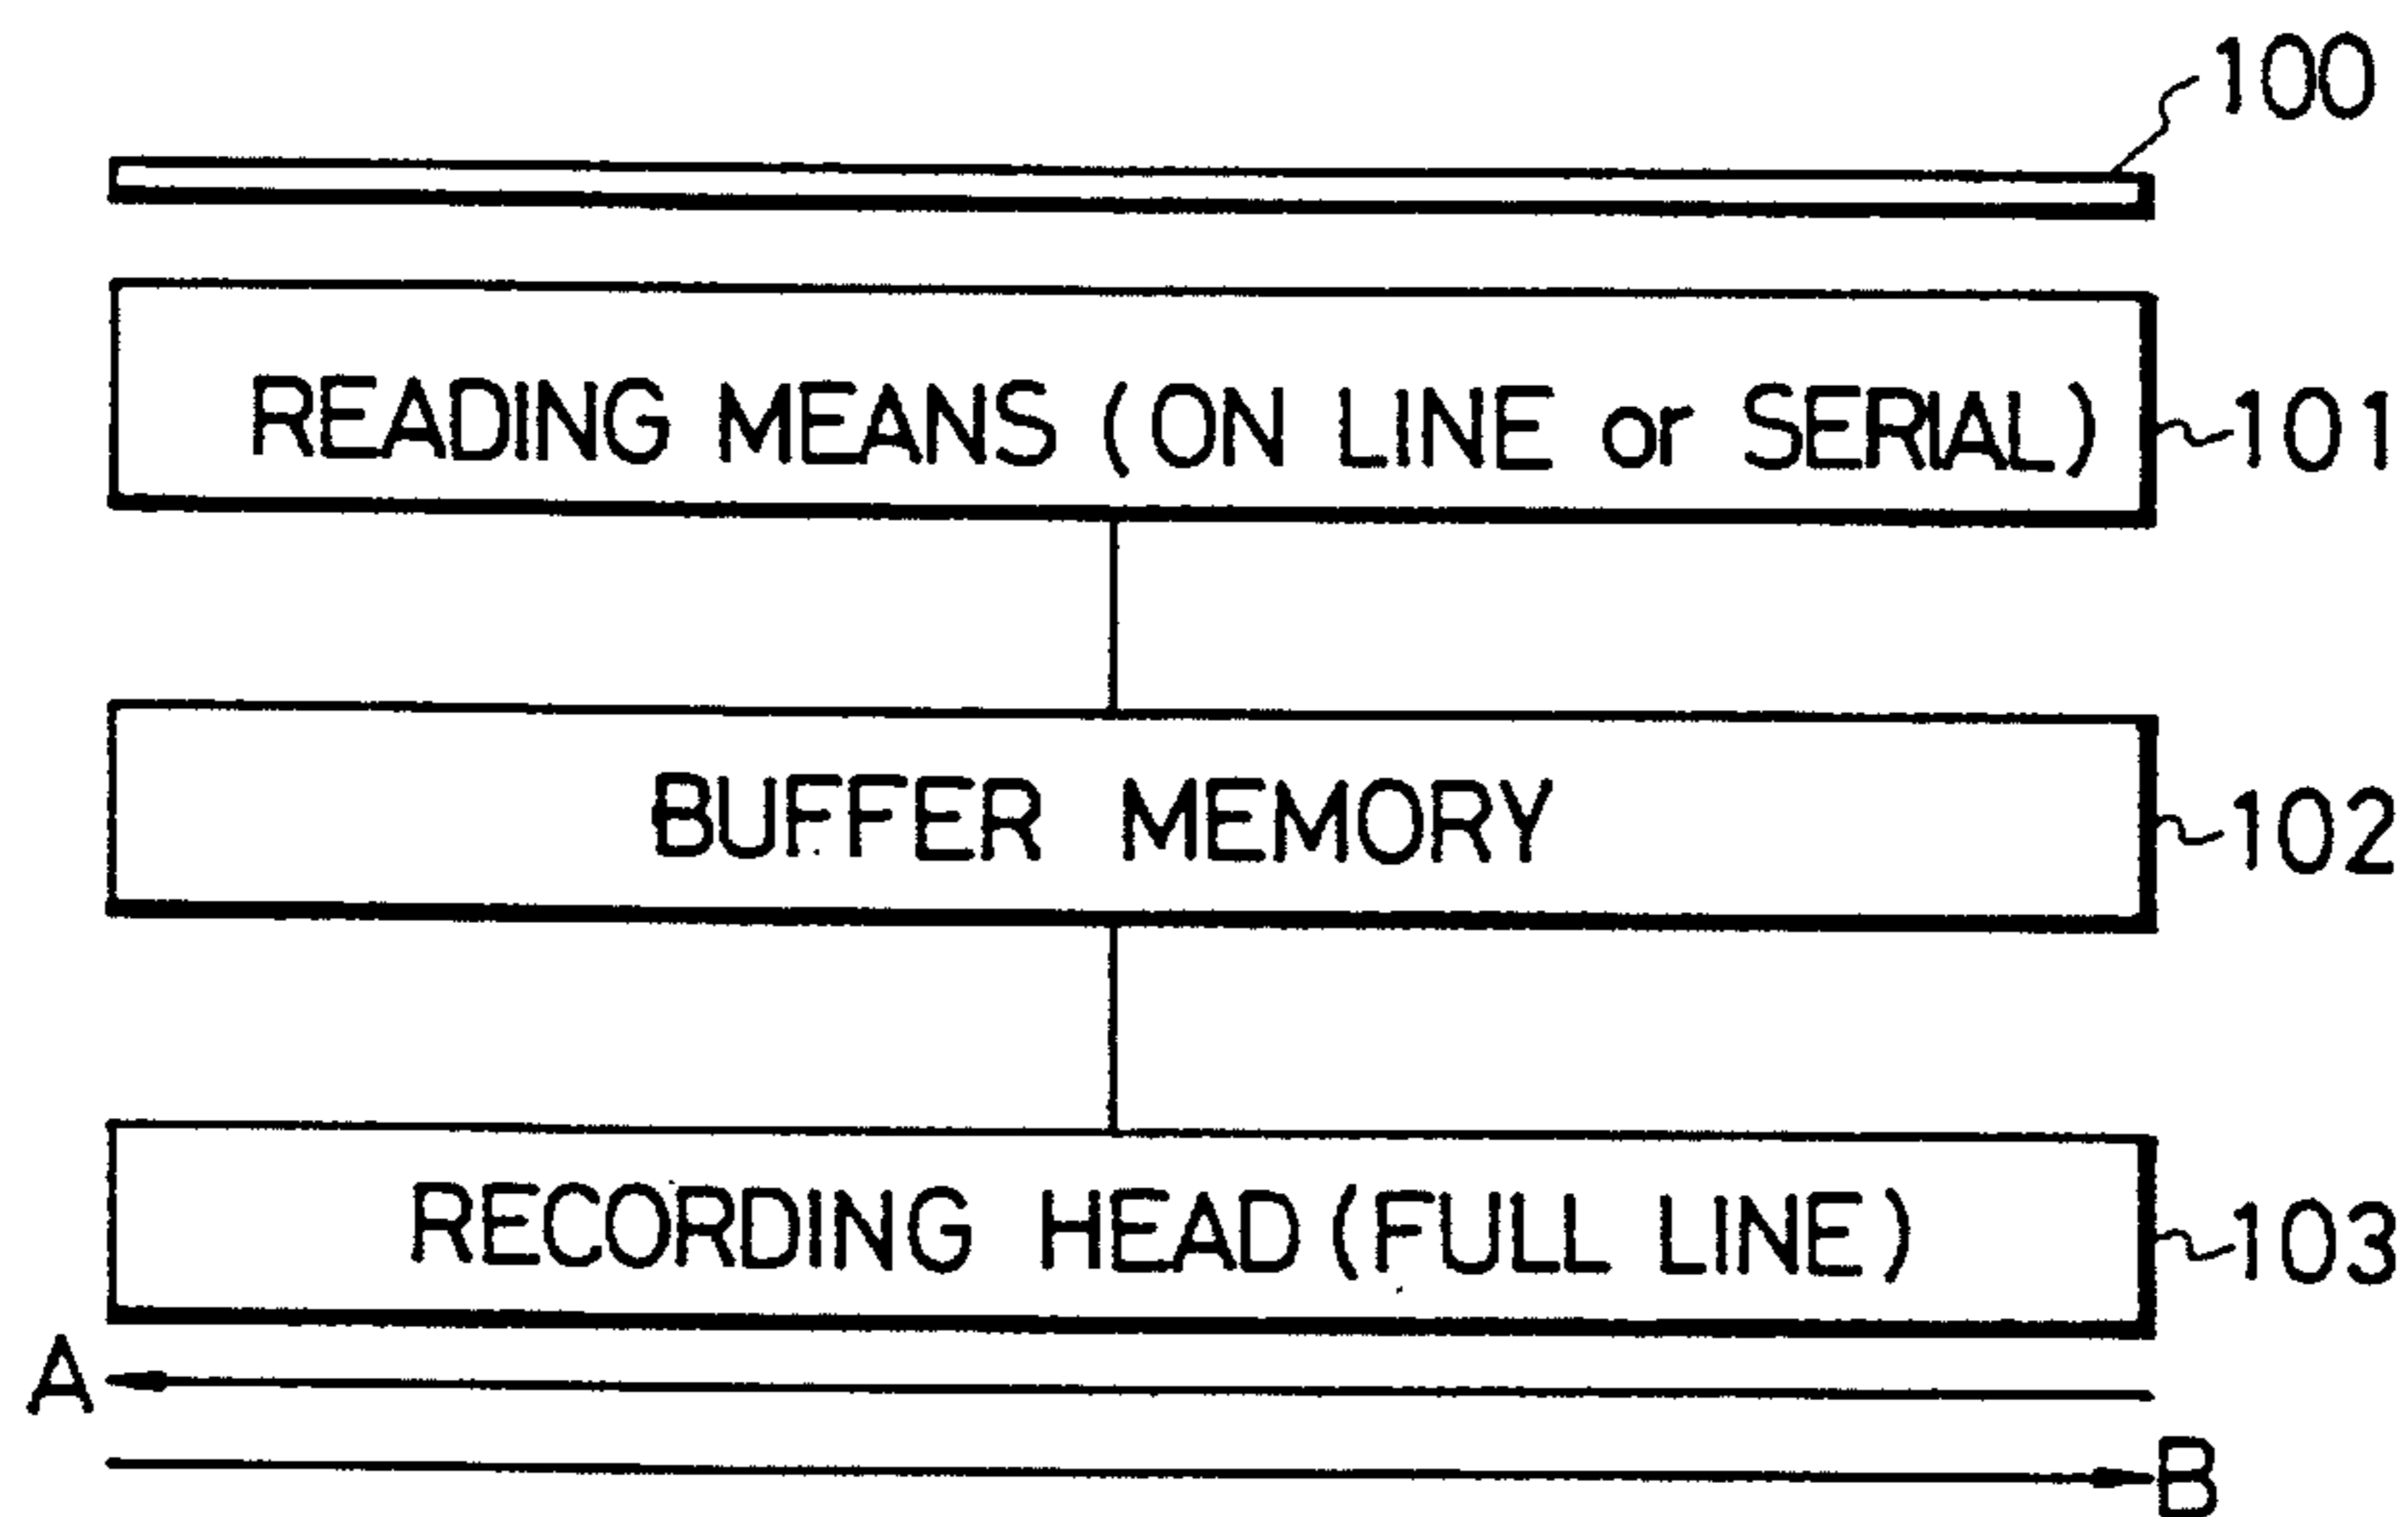 100
READING MEANS (ON LINE or SERIAL)
101
BUFFER MEMORY
102
RECORDING HEAD (FULL LINE)
103
A
B